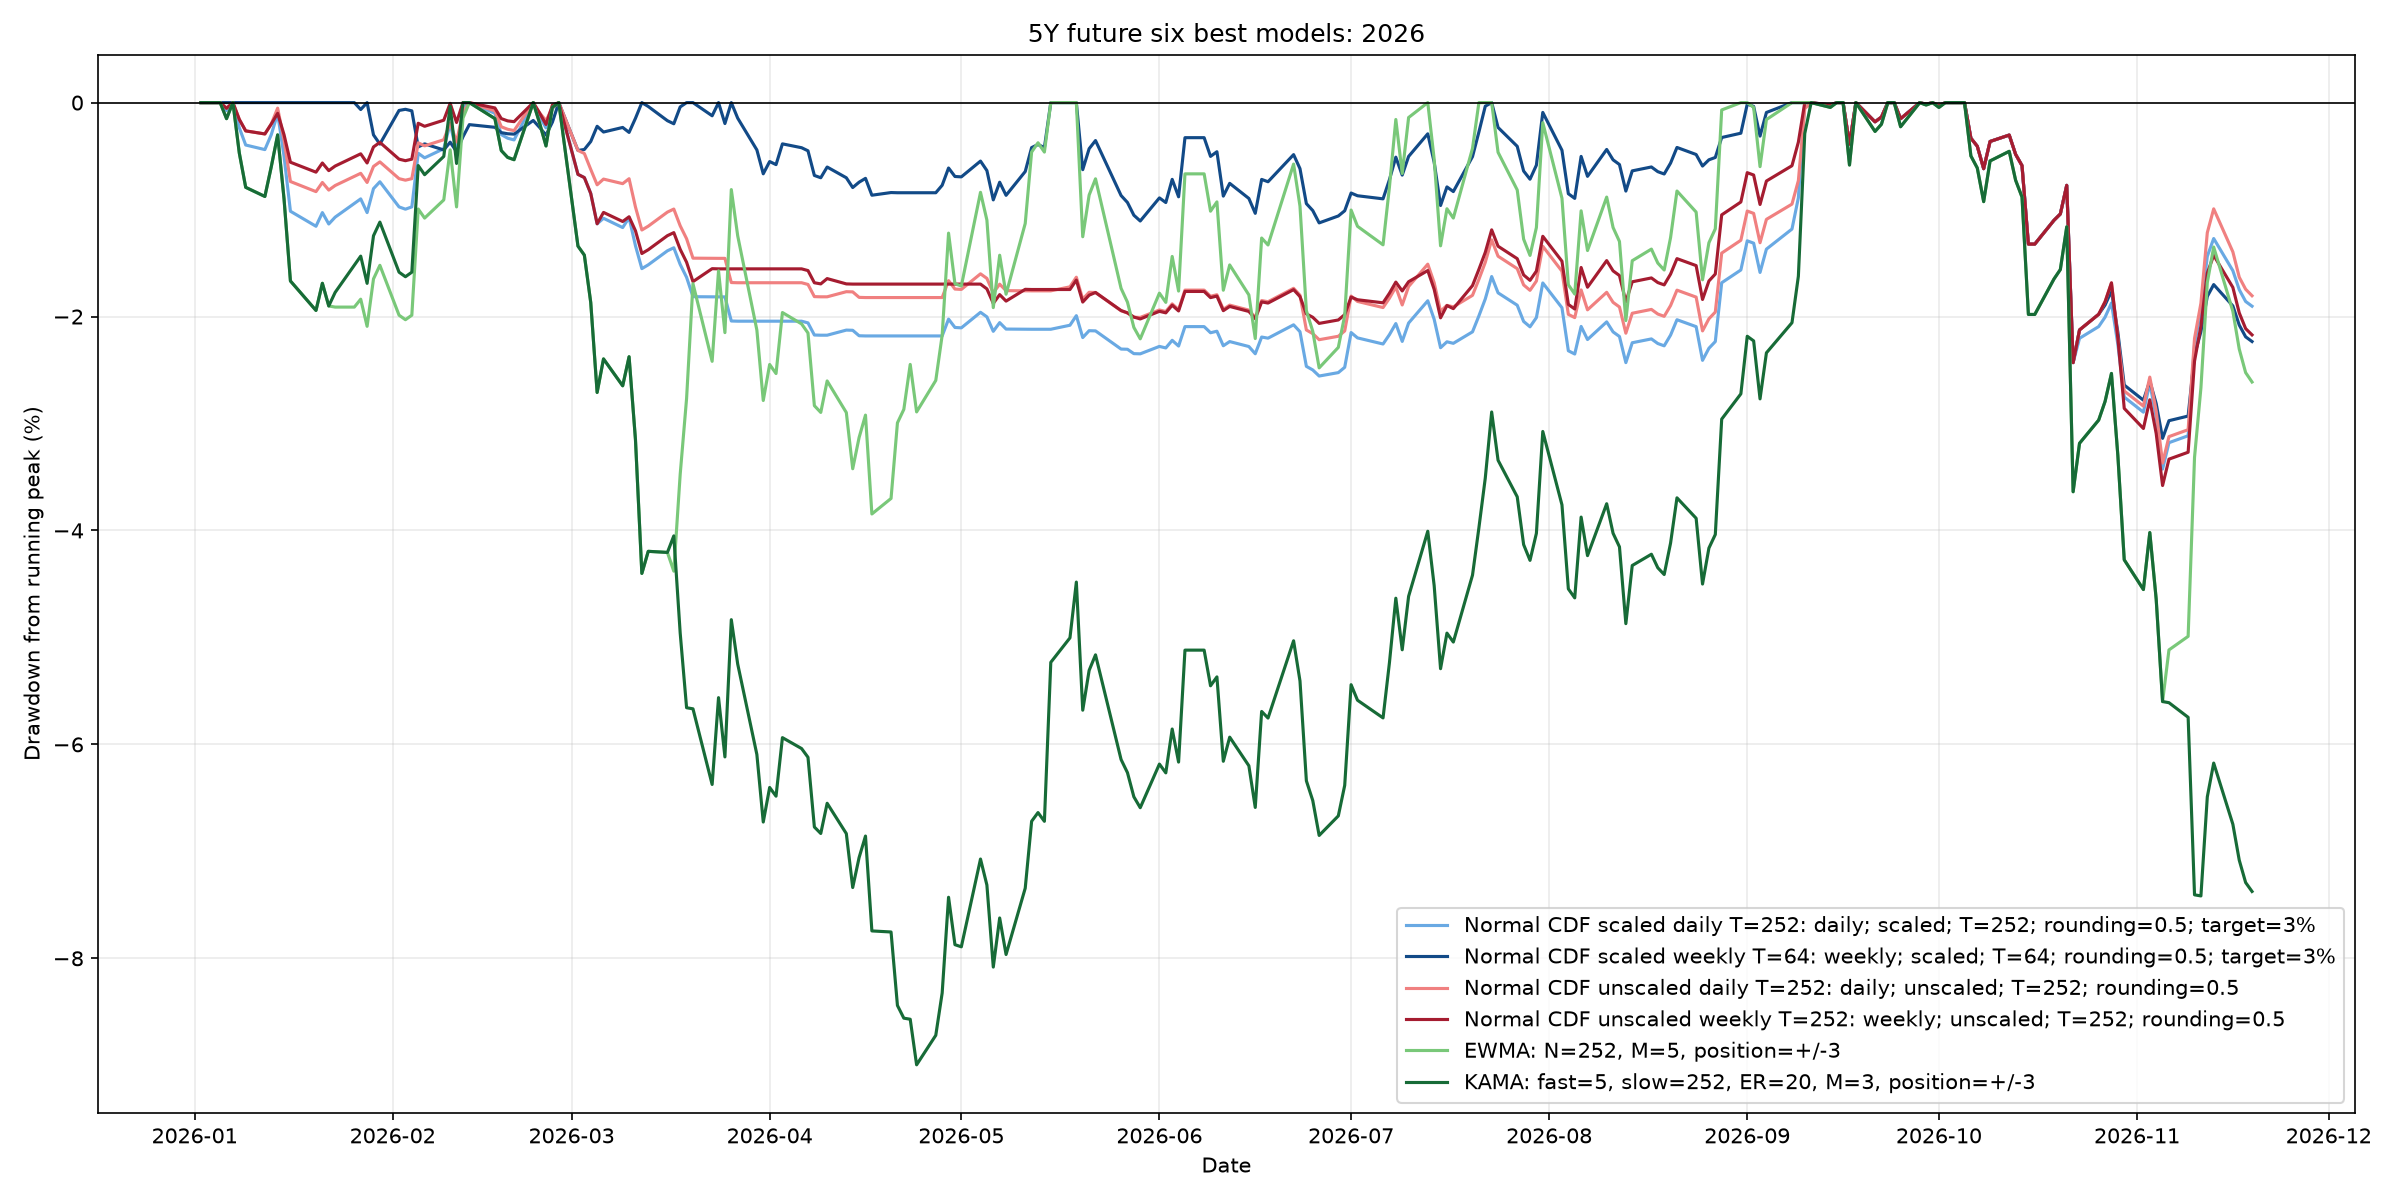 5Y future six best models: 2026
Drawdown from running peak (%)
0
−2
−4
−6
−8
Normal CDF scaled daily T=252: daily; scaled; T=252; rounding=0.5; target=3%
Normal CDF scaled weekly T=64: weekly; scaled; T=64; rounding=0.5; target=3%
Normal CDF unscaled daily T=252: daily; unscaled; T=252; rounding=0.5
Normal CDF unscaled weekly T=252: weekly; unscaled; T=252; rounding=0.5
EWMA: N=252, M=5, position=+/-3
KAMA: fast=5, slow=252, ER=20, M=3, position=+/-3
2026-01 2026-02 2026-03 2026-04 2026-05 2026-06 2026-07 2026-08 2026-09 2026-10 2026-11 2026-12
Date